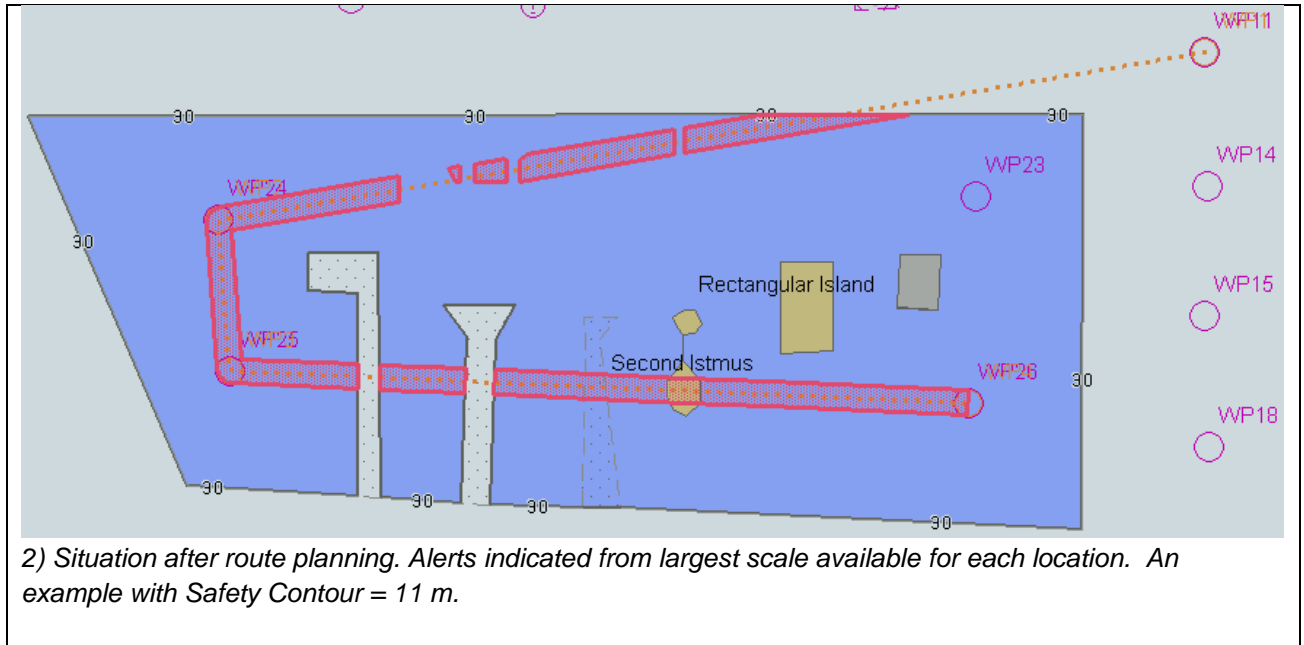 WP11
30
30
30
30
WP23
WP14
WP24
30
Rectangular Island
WP15
WP25
Second Istmus
WP26
30
WP18
30
30
30
30
2) Situation after route planning. Alerts indicated from largest scale available for each location. An
example with Safety Contour = 11 m.